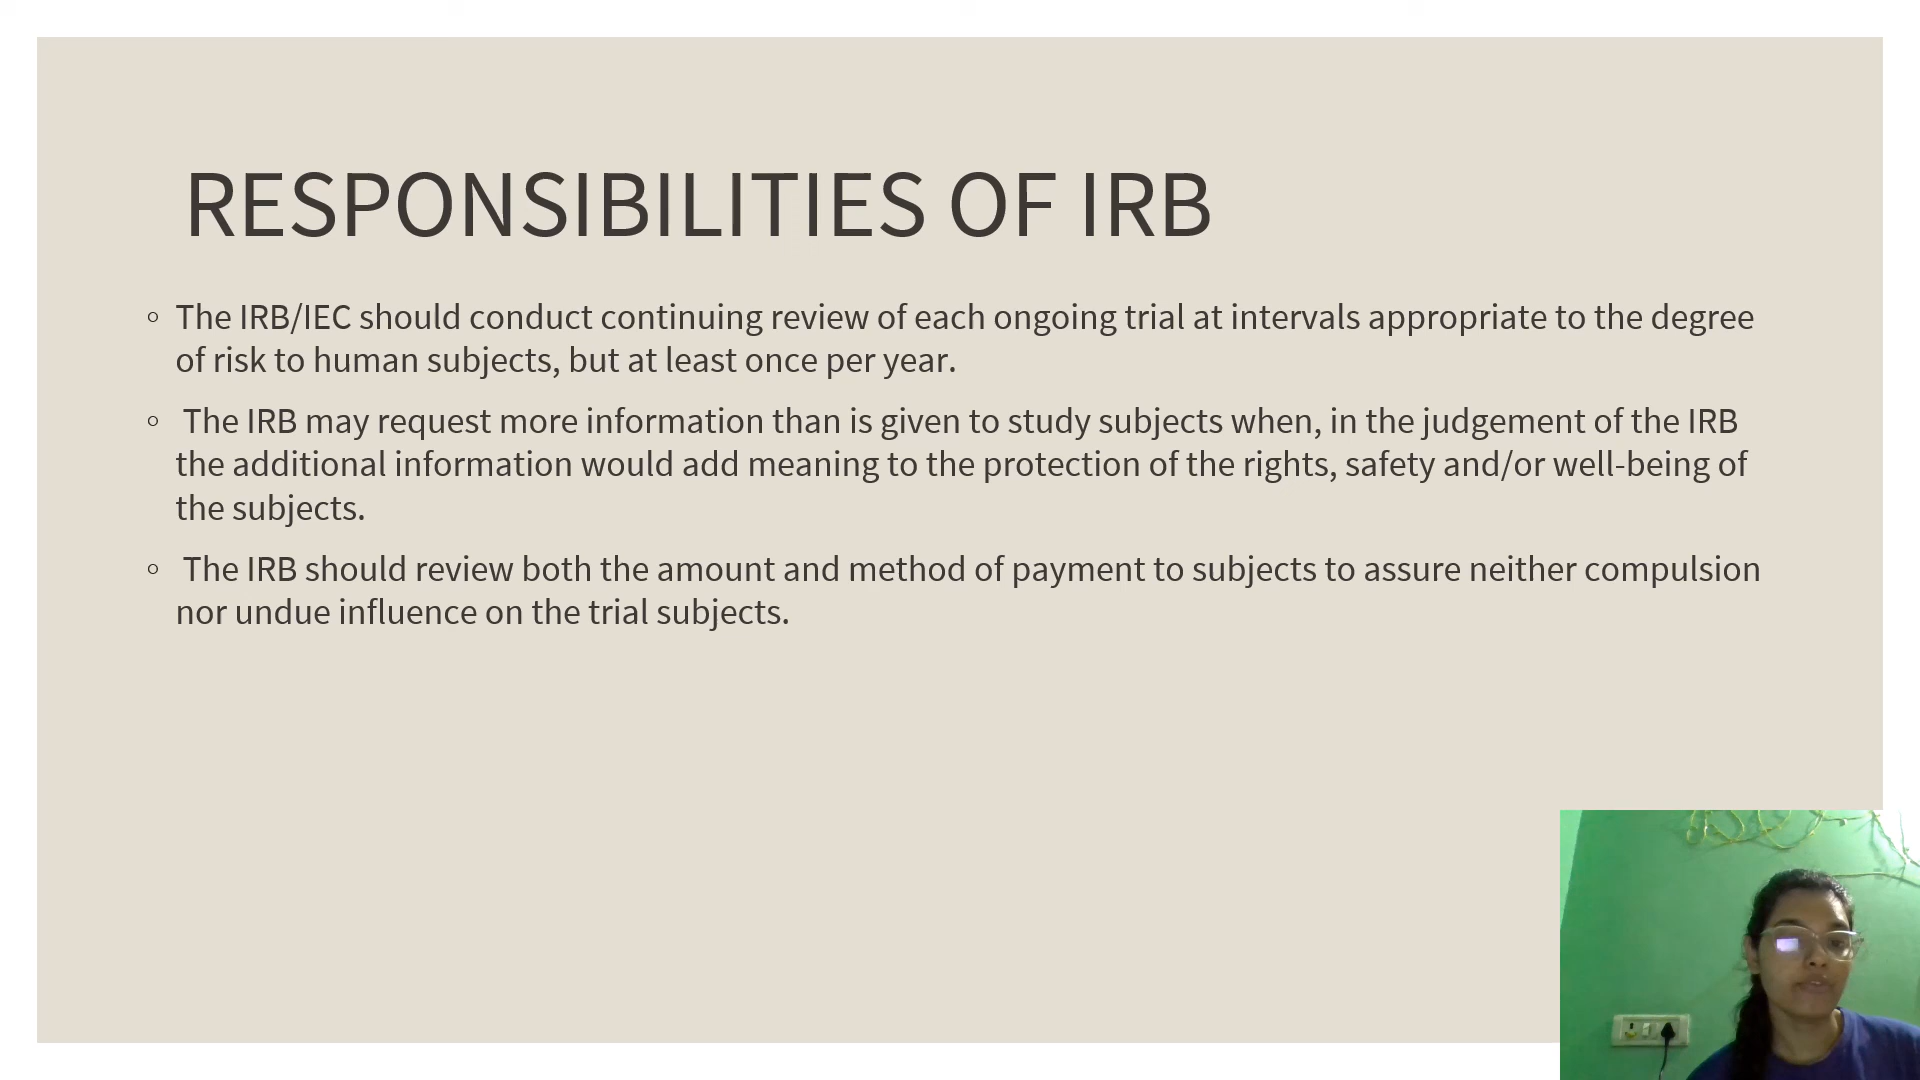 RESPONSIBILITIES OF IRB
◦ The IRB/IEC should conduct continuing review of each ongoing trial at intervals appropriate to the degree
of risk to human subjects, but at least once per year.
◦ The IRB may request more information than is given to study subjects when, in the judgement of the IRB
the additional information would add meaning to the protection of the rights, safety and/or well-being of
the subjects.
◦ The IRB should review both the amount and method of payment to subjects to assure neither compulsion
nor undue influence on the trial subjects.